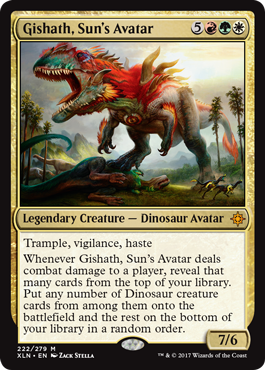 Gishath, Sun's Avatar 5
Legendary Creature — Dinosaur Avatar
Trample, vigilance, haste
Whenever Gishath, Sun's Avatar deals
combat damage to a player, reveal that
many cards from the top of your library.
Put any number of Dinosaur creature
cards from among them onto the
battlefield and the rest on the bottom of
your library in a random order.
7/6
222/279 M
XLN • EN Zack Stella
™ & © 2017 Wizards of the Coast